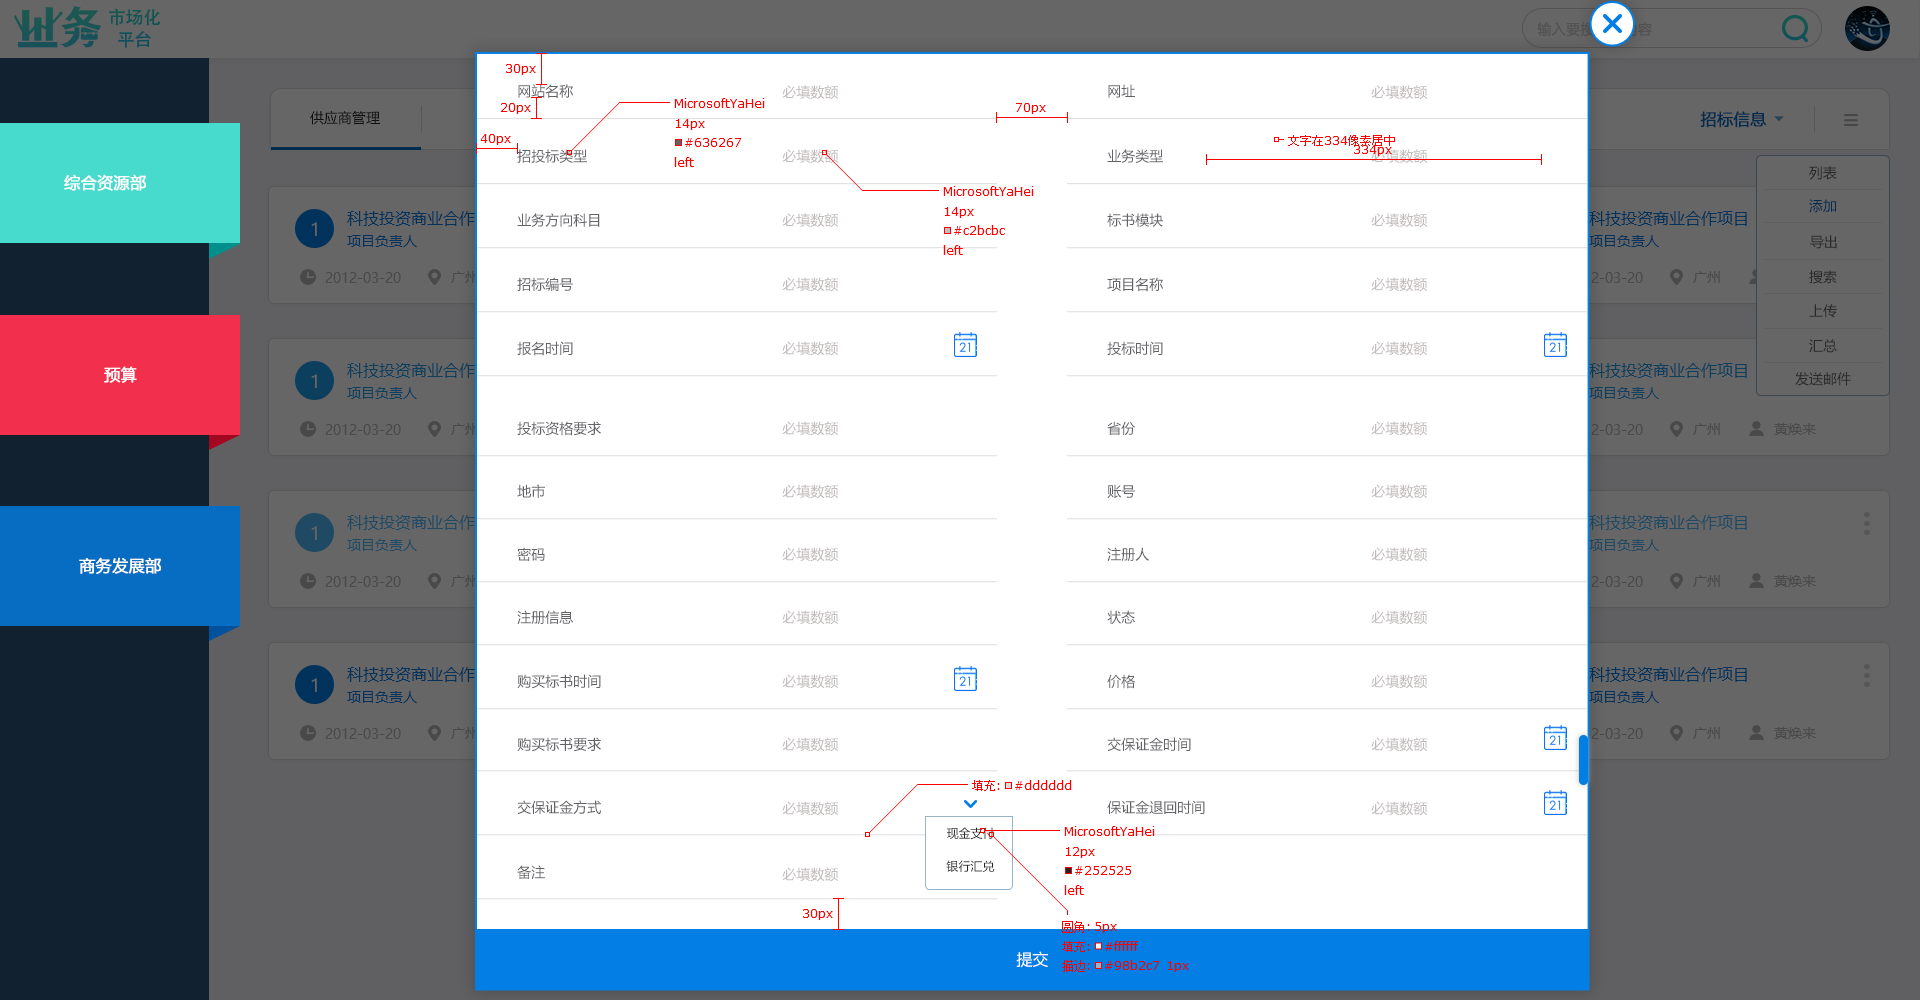 业务 市场化
平台
输入要搜 容
供应商管理
招标信息
综合资源部
预算
商务发展部
1
科技投资商业合作
项目负责人
2012-03-20 广州
1
科技投资商业合作
项目负责人
2012-03-20 广州
1
科技投资商业合作
项目负责人
2012-03-20 广州
1
科技投资商业合作
项目负责人
2012-03-20 广州
30px
网站名称 必填数额
20px
网址 必填数额
MicrosoftYaHei
14px
#636267
left
70px
40px
招投标类型 必填数额
业务类型 必填数额
文字在334像素居中
334px
MicrosoftYaHei
14px
#c2bcbc
left
业务方向科目 必填数额
标书模块 必填数额
招标编号 必填数额
项目名称 必填数额
报名时间 必填数额 21
投标时间 必填数额 21
投标资格要求 必填数额
省份 必填数额
地市 必填数额
账号 必填数额
密码 必填数额
注册人 必填数额
注册信息 必填数额
状态 必填数额
购买标书时间 必填数额 21
价格 必填数额
购买标书要求 必填数额
交保证金时间 必填数额 21
填充: #dddddd
交保证金方式 必填数额
保证金退回时间 必填数额 21
现金支付
银行汇兑
MicrosoftYaHei
12px
#252525
left
备注 必填数额
30px
圆角: 5px
填充: #ffffff
描边: #98b2c7 1px
提交
科技投资商业合作项目
项目负责人
2-03-20 广州
科技投资商业合作项目
项目负责人
2-03-20 广州 黄焕来
科技投资商业合作项目
项目负责人
2-03-20 广州 黄焕来
科技投资商业合作项目
项目负责人
2-03-20 广州 黄焕来
列表
添加
导出
搜索
上传
汇总
发送邮件